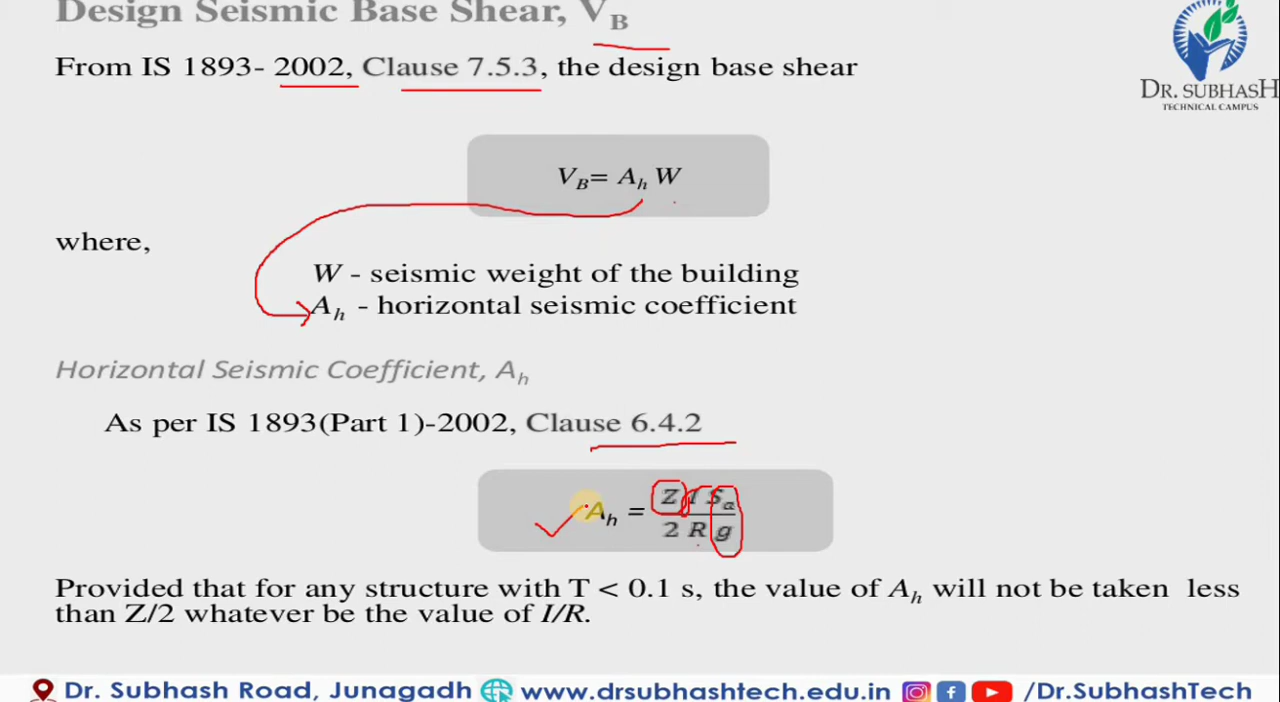 Design Seismic Base Shear, V_B
From IS 1893- 2002, Clause 7.5.3, the design base shear
DR. SUBHASH
TECHNICAL CAMPUS
V_B= A_h W
where,
W - seismic weight of the building
A_h - horizontal seismic coefficient
Horizontal Seismic Coefficient, A_h
As per IS 1893(Part 1)-2002, Clause 6.4.2
A_h = Z I S_a
2 R g
Provided that for any structure with T < 0.1 s, the value of A_h will not be taken less
than Z/2 whatever be the value of I/R.
Dr. Subhash Road, Junagadh www.drsubhashtech.edu.in /Dr.SubhashTech